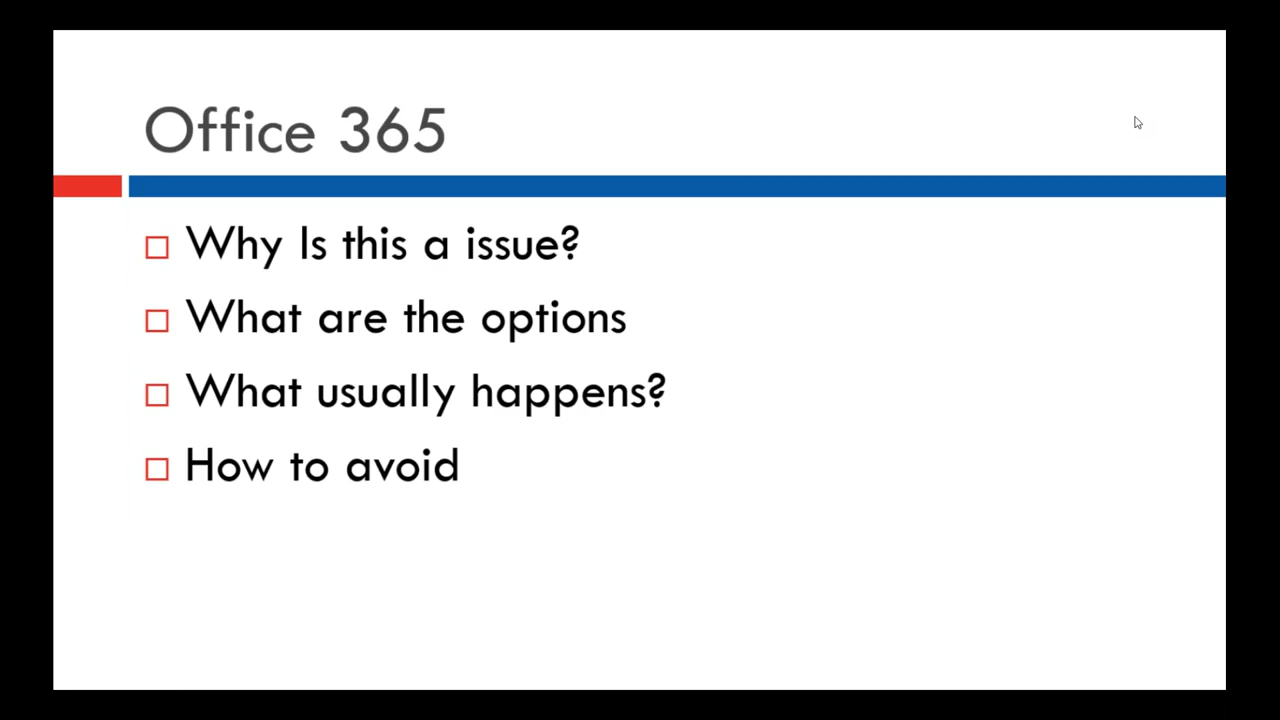 Office 365
Why Is this a issue?
What are the options
What usually happens?
How to avoid